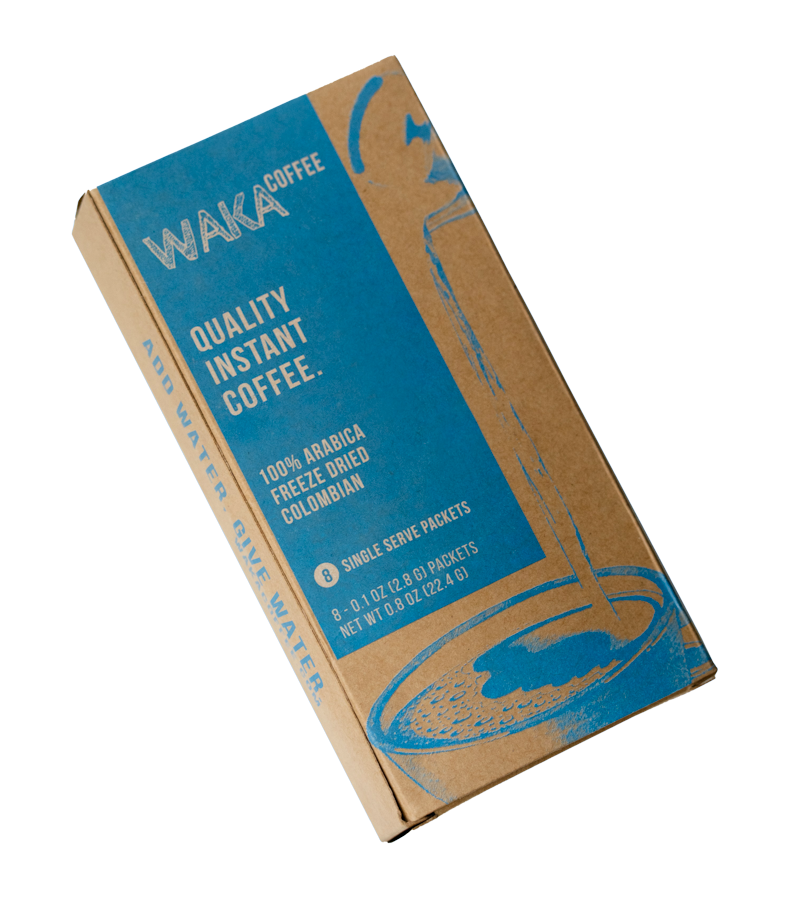 WAKA COFFEE
QUALITY
INSTANT
COFFEE.
100% ARABICA
FREEZE DRIED
COLOMBIAN
8 SINGLE SERVE PACKETS
8 - 0.1 OZ (2.8 G) PACKETS
NET WT 0.8 OZ (22.4 G)
ADD WATER. GIVE WATER.